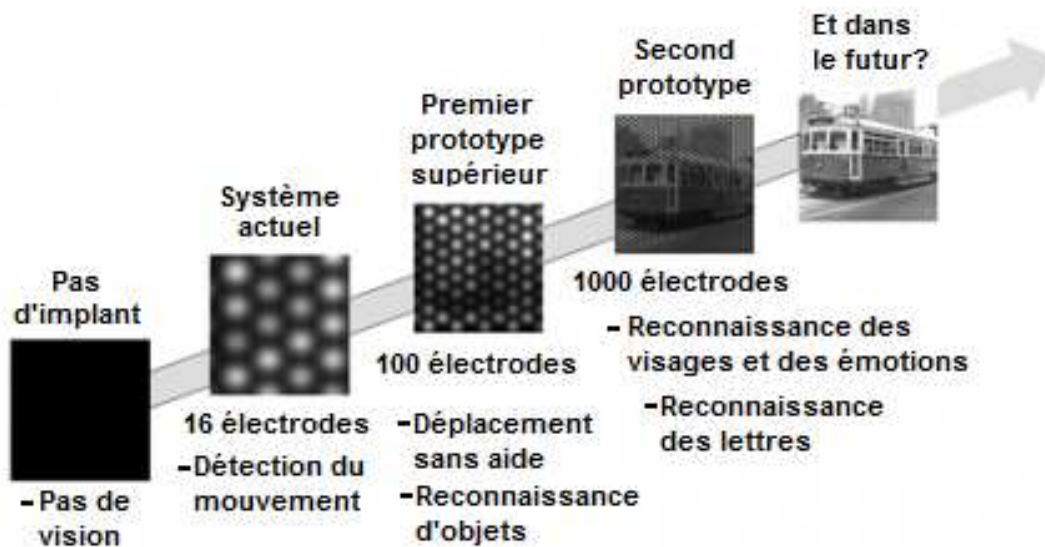 Pas
d'implant
- Pas de
vision
Système
actuel
16 électrodes
- Détection du
mouvement
Premier
prototype
supérieur
100 électrodes
- Déplacement
sans aide
- Reconnaissance
d'objets
Second
prototype
1000 électrodes
- Reconnaissance des
visages et des émotions
- Reconnaissance
des lettres
Et dans
le futur?